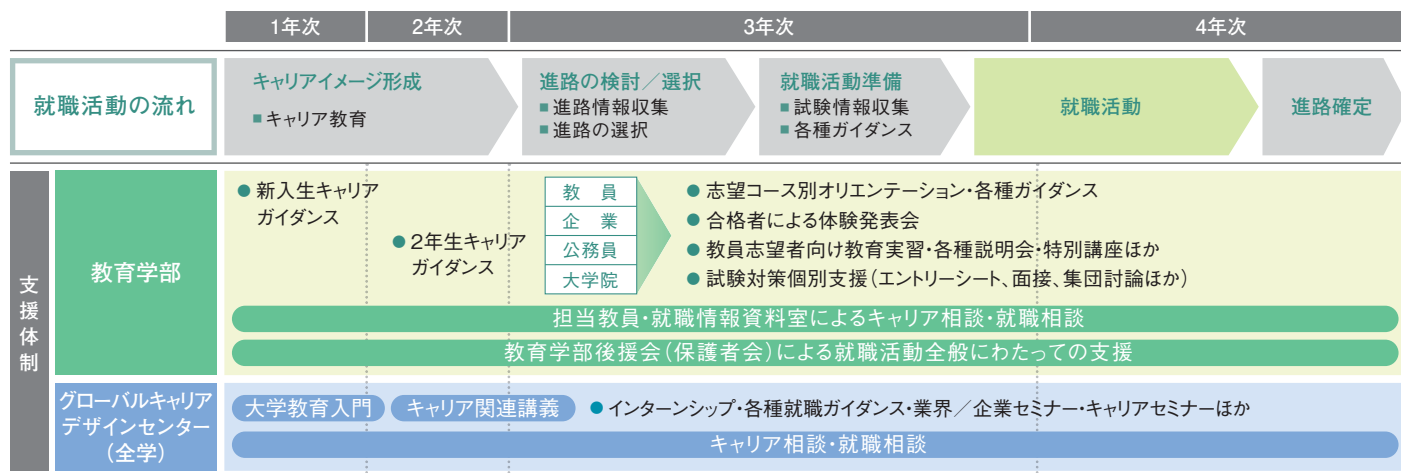 1年次
2年次
3年次
4年次
就職活動の流れ
キャリアイメージ形成
■キャリア教育
進路の検討／選択
■進路情報収集
■進路の選択
就職活動準備
■試験情報収集
■各種ガイダンス
就職活動
進路確定
支援体制
教育学部
●新入生キャリア
ガイダンス
●2年生キャリア
ガイダンス
教　員
企　業
公務員
大学院
●志望コース別オリエンテーション・各種ガイダンス
●合格者による体験発表会
●教員志望者向け教育実習・各種説明会・特別講座ほか
●試験対策個別支援（エントリーシート、面接、集団討論ほか）
担当教員・就職情報資料室によるキャリア相談・就職相談
教育学部後援会（保護者会）による就職活動全般にわたっての支援
グローバルキャリア
デザインセンター
（全学）
大学教育入門
キャリア関連講義
●インターンシップ・各種就職ガイダンス・業界／企業セミナー・キャリアセミナーほか
キャリア相談・就職相談